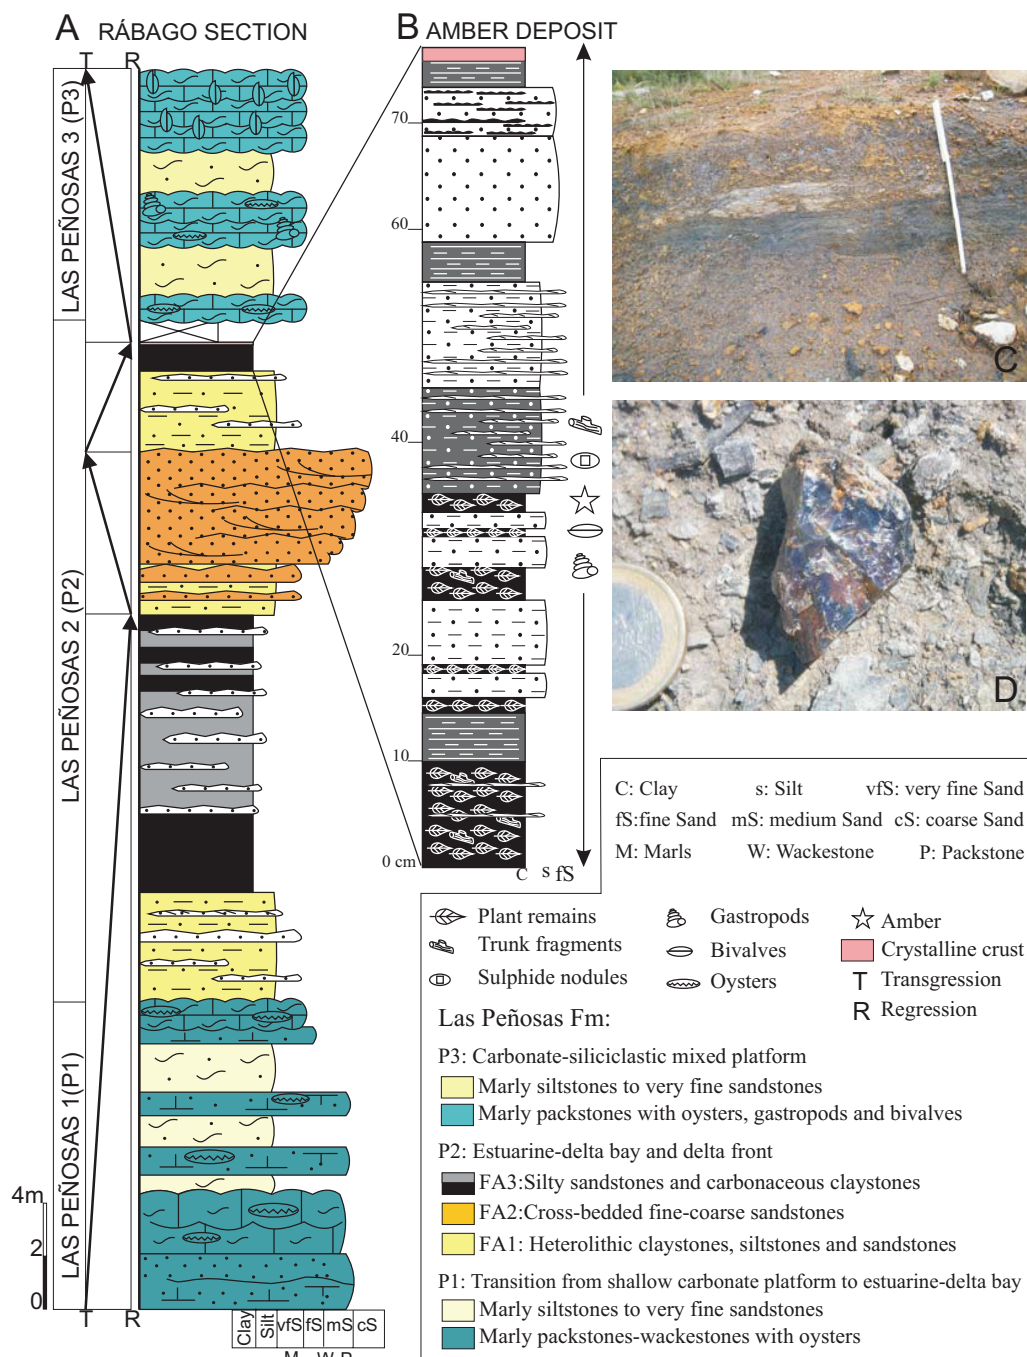 A RÁBAGO SECTION
B AMBER DEPOSIT
T R
LAS PEÑOSAS 3 (P3)
LAS PEÑOSAS 2 (P2)
LAS PEÑOSAS 1(P1)
4m
2
0
T R
Clay Silt vfS fS mS cS
M W P
70
60
40
20
10
0 cm
C s fS
C
D
C: Clay s: Silt vfS: very fine Sand
fS:fine Sand mS: medium Sand cS: coarse Sand
M: Marls W: Wackestone P: Packstone
Plant remains
Trunk fragments
Sulphide nodules
Gastropods
Bivalves
Oysters
Amber
Crystalline crust
T Transgression
R Regression
Las Peñosas Fm:
P3: Carbonate-siliciclastic mixed platform
Marly siltstones to very fine sandstones
Marly packstones with oysters, gastropods and bivalves
P2: Estuarine-delta bay and delta front
FA3:Silty sandstones and carbonaceous claystones
FA2:Cross-bedded fine-coarse sandstones
FA1: Heterolithic claystones, siltstones and sandstones
P1: Transition from shallow carbonate platform to estuarine-delta bay
Marly siltstones to very fine sandstones
Marly packstones-wackestones with oysters